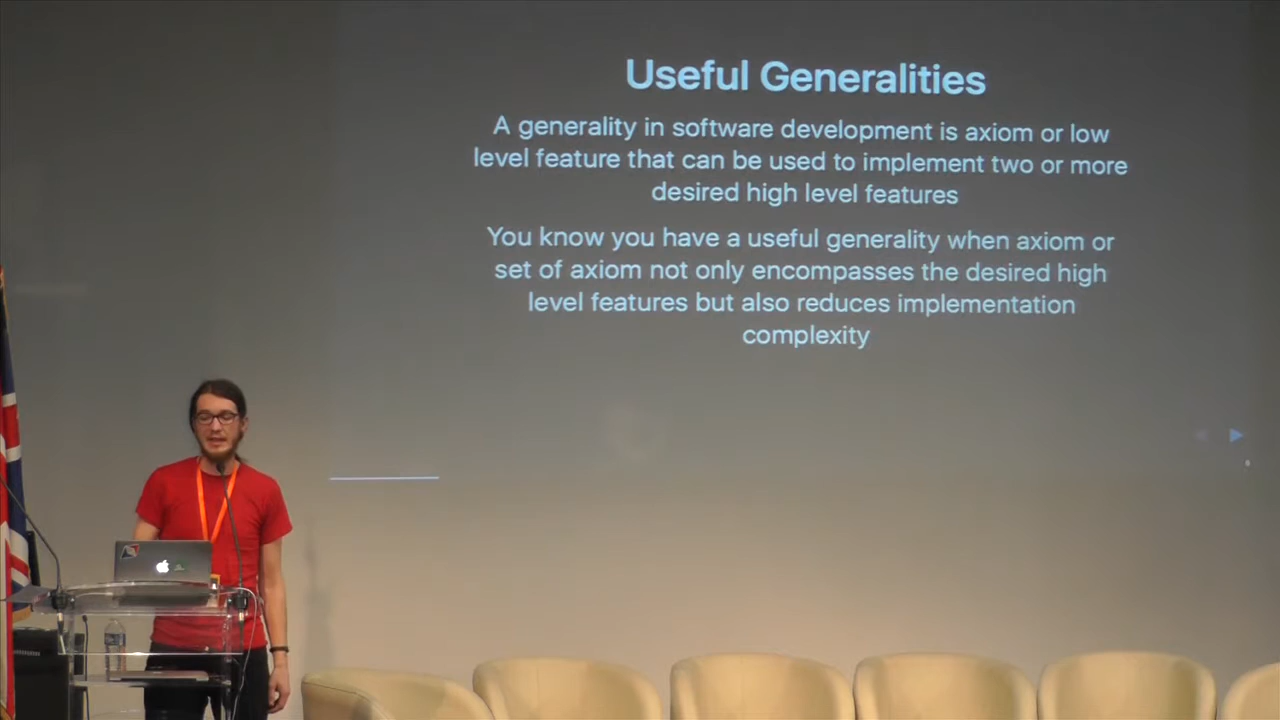 Useful Generalities
A generality in software development is axiom or low
level feature that can be used to implement two or more
desired high level features
You know you have a useful generality when axiom or
set of axiom not only encompasses the desired high
level features but also reduces implementation
complexity